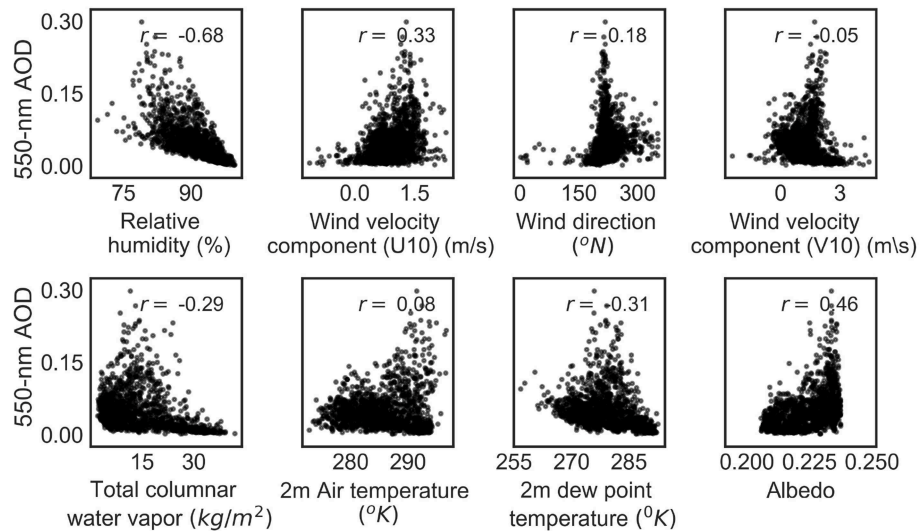 0.30
0.15
0.00
550-nm AOD
r = -0.68
75 90
Relative
humidity (%)
r = 0.33
0.0 1.5
Wind velocity
component (U10) (m/s)
r = 0.18
0 150 300
Wind direction
(°N)
r = -0.05
0 3
Wind velocity
component (V10) (m\s)
0.30
0.15
0.00
550-nm AOD
r = -0.29
15 30
Total columnar
water vapor (kg/m²)
r = 0.08
280 290
2m Air temperature
(°K)
r = -0.31
255 270 285
2m dew point
temperature (⁰K)
r = 0.46
0.200 0.225 0.250
Albedo